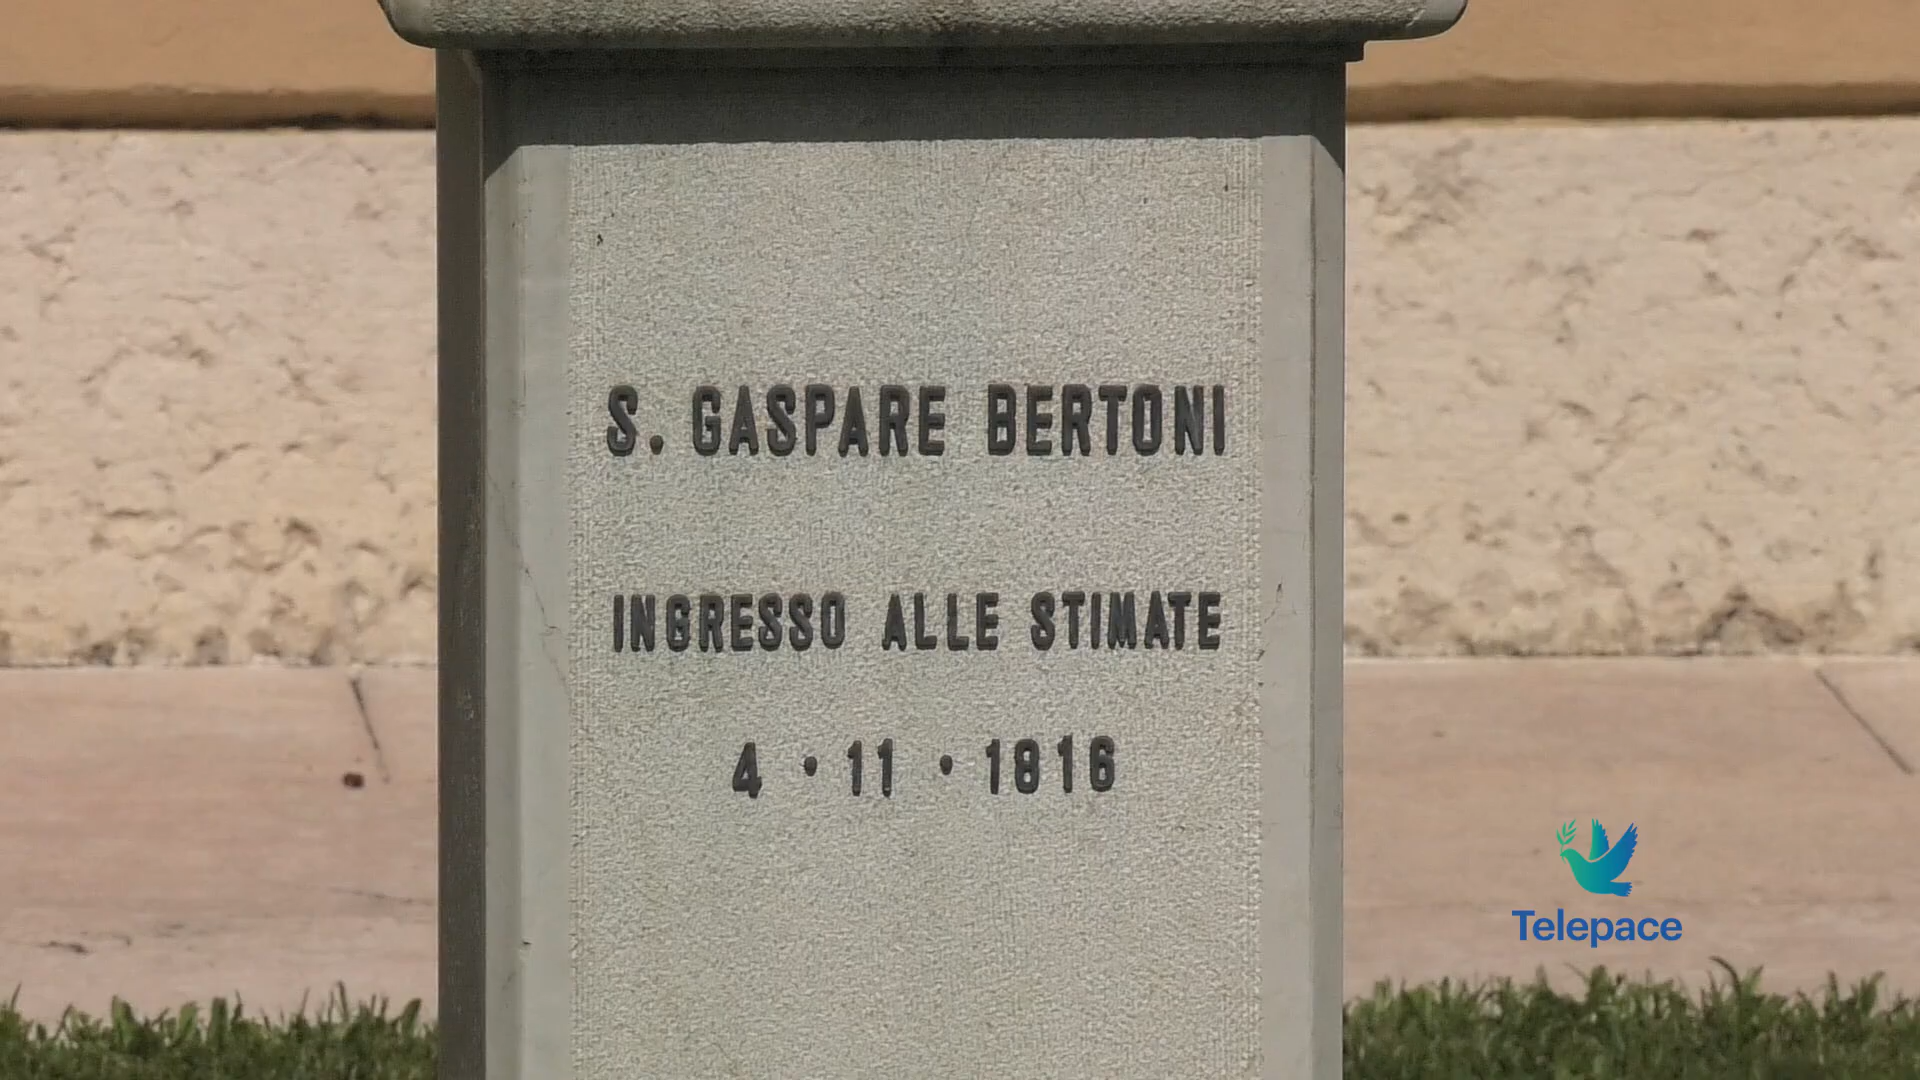 S. GASPARE BERTONI
INGRESSO ALLE STIMATE
4 · 11 · 1816
Telepace